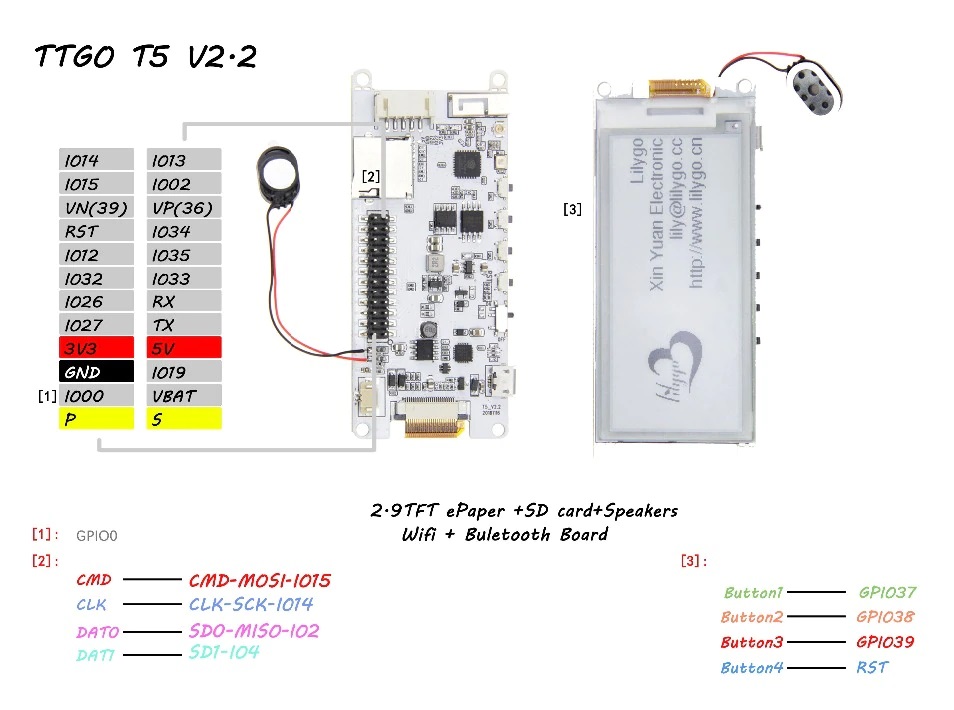 TTGO T5 V2.2
IO14 IO13
IO15 IO02
VN(39) VP(36)
RST IO34
IO12 IO35
IO32 IO33
IO26 RX
IO27 TX
3V3 5V
GND IO19
[1] IO00 VBAT
P S
[2]
T5_V2.2
[3]
Lilygo
Xin Yuan Electronic
lily@lilygo.cc
http://www.lilygo.cn
Lilygo
2.9TFT ePaper +SD card+Speakers
Wifi + Buletooth Board
[1]: GPIO0
[2]:
CMD CMD-MOSI-IO15
CLK CLK-SCK-IO14
DAT0 SD0-MISO-IO2
DAT1 SD1-IO4
[3]:
Button1 GPIO37
Button2 GPIO38
Button3 GPIO39
Button4 RST